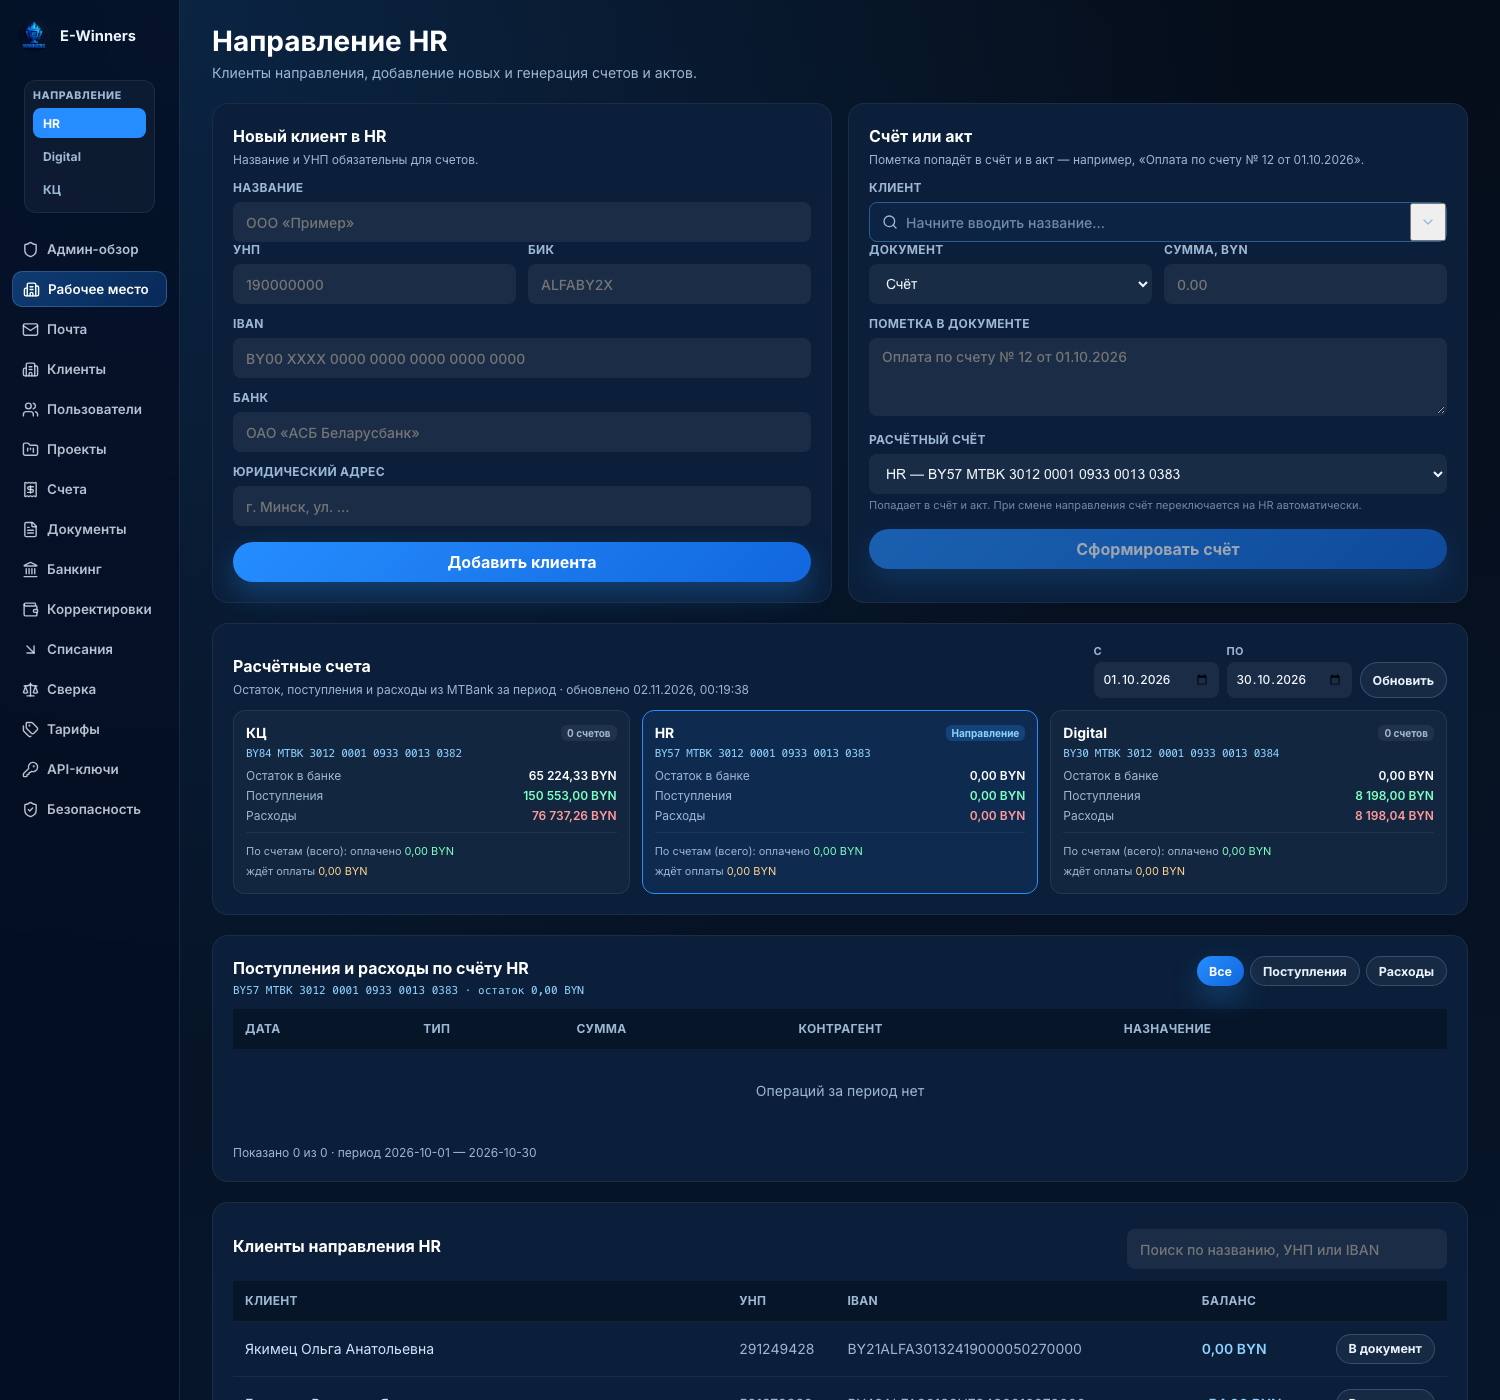 E-Winners
НАПРАВЛЕНИЕ
HR
Digital
КЦ
Админ-обзор
Рабочее место
Почта
Клиенты
Пользователи
Проекты
Счета
Документы
Банкинг
Корректировки
Списания
Сверка
Тарифы
API-ключи
Безопасность
Направление HR
Клиенты направления, добавление новых и генерация счетов и актов.
Новый клиент в HR
Название и УНП обязательны для счетов.
НАЗВАНИЕ
ООО «Пример»
УНП БИК
190000000 ALFABY2X
IBAN
BY00 XXXX 0000 0000 0000 0000 0000
БАНК
ОАО «АСБ Беларусбанк»
ЮРИДИЧЕСКИЙ АДРЕС
г. Минск, ул. ...
Добавить клиента
Счёт или акт
Пометка попадёт в счёт и в акт — например, «Оплата по счету № 12 от 01.10.2026».
КЛИЕНТ
Начните вводить название...
ДОКУМЕНТ СУММА, BYN
Счёт 0.00
ПОМЕТКА В ДОКУМЕНТЕ
Оплата по счету № 12 от 01.10.2026
РАСЧЁТНЫЙ СЧЁТ
HR — BY57 MTBK 3012 0001 0933 0013 0383
Попадает в счёт и акт. При смене направления счёт переключается на HR автоматически.
Сформировать счёт
Расчётные счета
Остаток, поступления и расходы из MTBank за период · обновлено 02.11.2026, 00:19:38
С ПО
01.10.2026 30.10.2026 Обновить
КЦ 0 счетов
BY84 MTBK 3012 0001 0933 0013 0382
Остаток в банке 65 224,33 BYN
Поступления 150 553,00 BYN
Расходы 76 737,26 BYN
По счетам (всего): оплачено 0,00 BYN
ждёт оплаты 0,00 BYN
HR Направление
BY57 MTBK 3012 0001 0933 0013 0383
Остаток в банке 0,00 BYN
Поступления 0,00 BYN
Расходы 0,00 BYN
По счетам (всего): оплачено 0,00 BYN
ждёт оплаты 0,00 BYN
Digital 0 счетов
BY30 MTBK 3012 0001 0933 0013 0384
Остаток в банке 0,00 BYN
Поступления 8 198,00 BYN
Расходы 8 198,04 BYN
По счетам (всего): оплачено 0,00 BYN
ждёт оплаты 0,00 BYN
Поступления и расходы по счёту HR
BY57 MTBK 3012 0001 0933 0013 0383 · остаток 0,00 BYN
Все Поступления Расходы
ДАТА ТИП СУММА КОНТРАГЕНТ НАЗНАЧЕНИЕ
Операций за период нет
Показано 0 из 0 · период 2026-10-01 — 2026-10-30
Клиенты направления HR
Поиск по названию, УНП или IBAN
КЛИЕНТ УНП IBAN БАЛАНС
Якимец Ольга Анатольевна 291249428 BY21ALFA30132419000050270000 0,00 BYN В документ